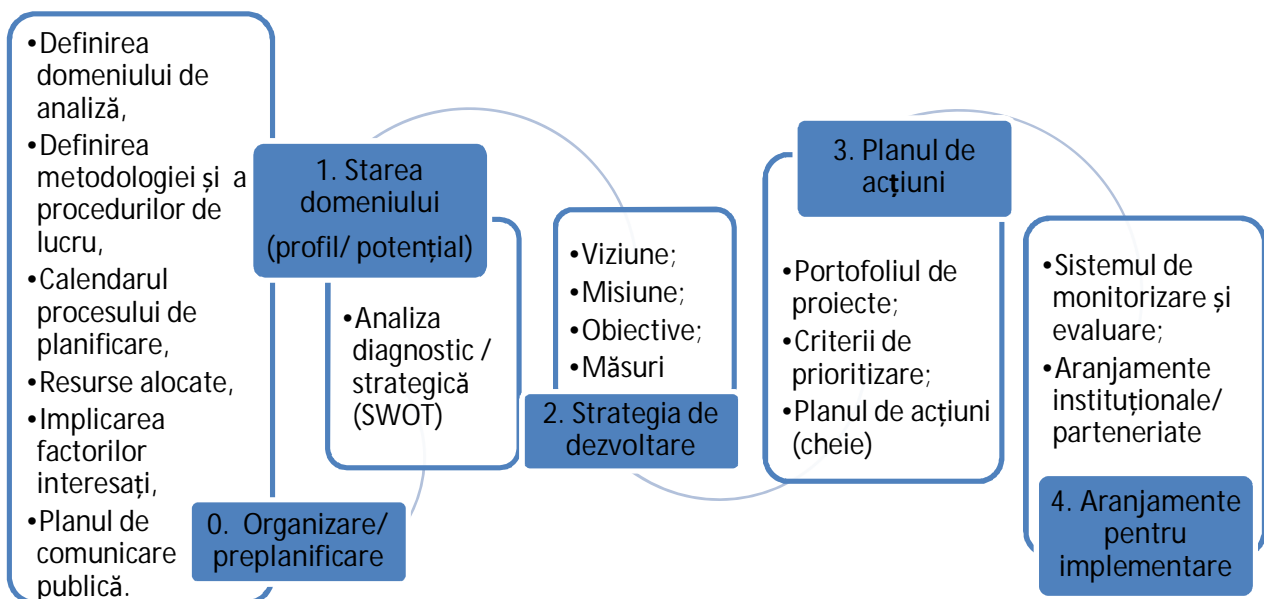 •Definirea
domeniului de
analiză,
•Definirea
metodologiei și a
procedurilor de
lucru,
•Calendarul
procesului de
planificare,
•Resurse alocate,
•Implicarea
factorilor
interesați,
•Planul de
comunicare
publică.
0. Organizare/
preplanificare
1. Starea
domeniului
(profil/ potențial)
•Analiza
diagnostic /
strategică
(SWOT)
•Viziune;
•Misiune;
•Obiective;
•Măsuri
2. Strategia de
dezvoltare
3. Planul de
acțiuni
•Portofoliul de
proiecte;
•Criterii de
prioritizare;
•Planul de acțiuni
(cheie)
•Sistemul de
monitorizare și
evaluare;
•Aranjamente
instituționale/
parteneriate
4. Aranjamente
pentru
implementare